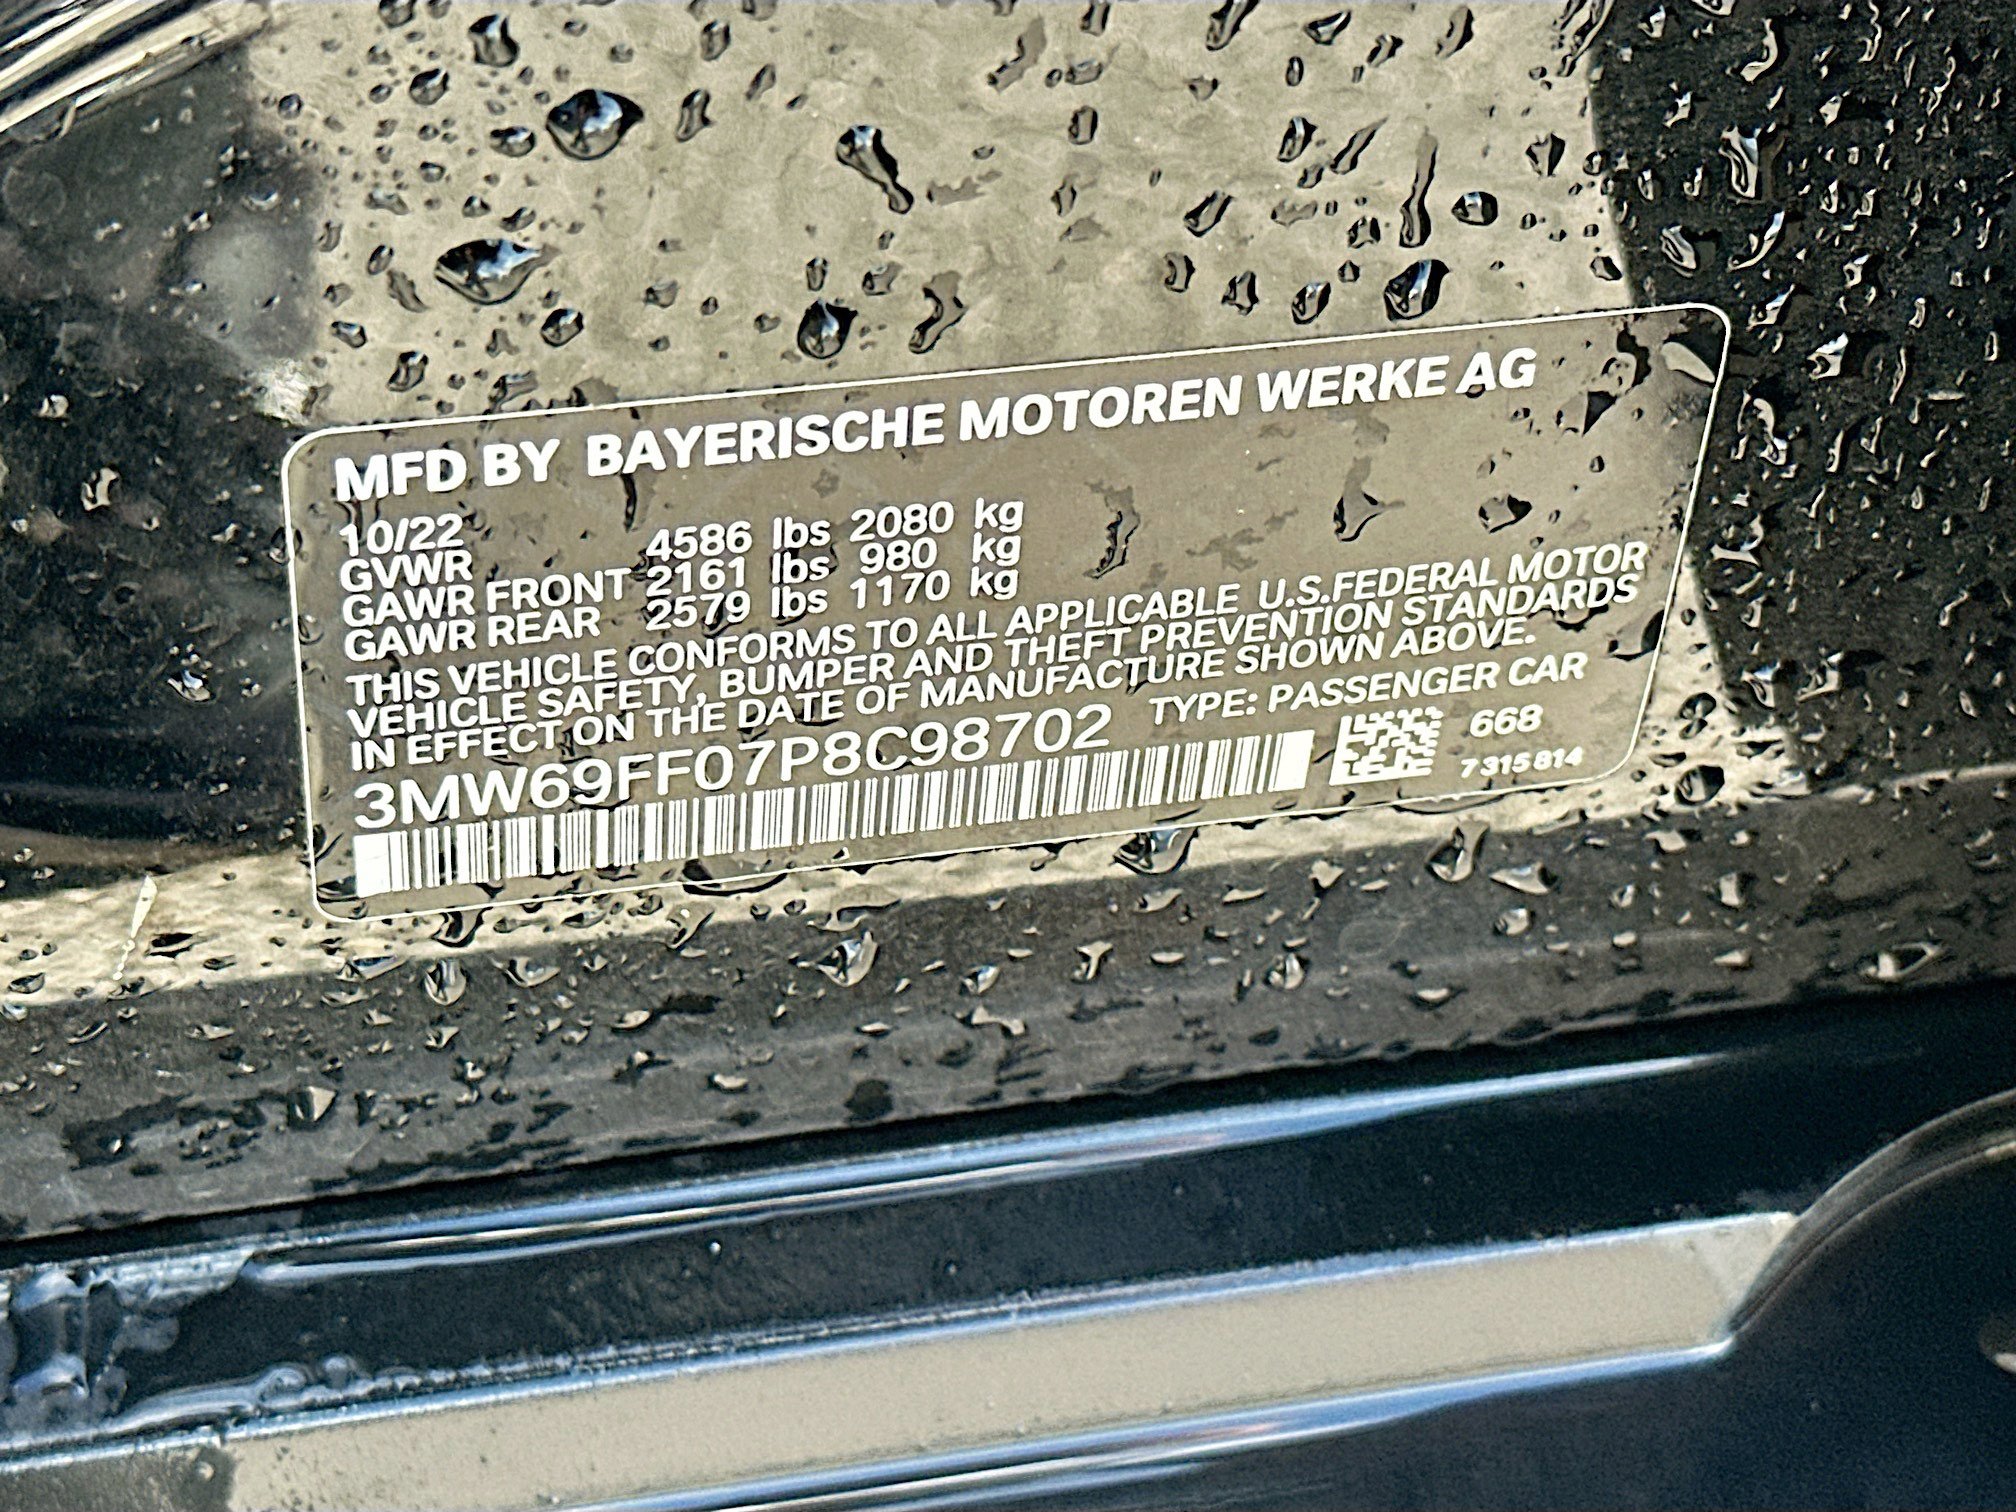 MFD BY BAYERISCHE MOTOREN WERKE AG
10/22
GVWR 4586 lbs 2080 kg
GAWR FRONT 2161 lbs 980 kg
GAWR REAR 2579 lbs 1170 kg
THIS VEHICLE CONFORMS TO ALL APPLICABLE U.S.FEDERAL MOTOR
VEHICLE SAFETY, BUMPER AND THEFT PREVENTION STANDARDS
IN EFFECT ON THE DATE OF MANUFACTURE SHOWN ABOVE.
3MW69FF07P8C98702 TYPE: PASSENGER CAR
668
7315814